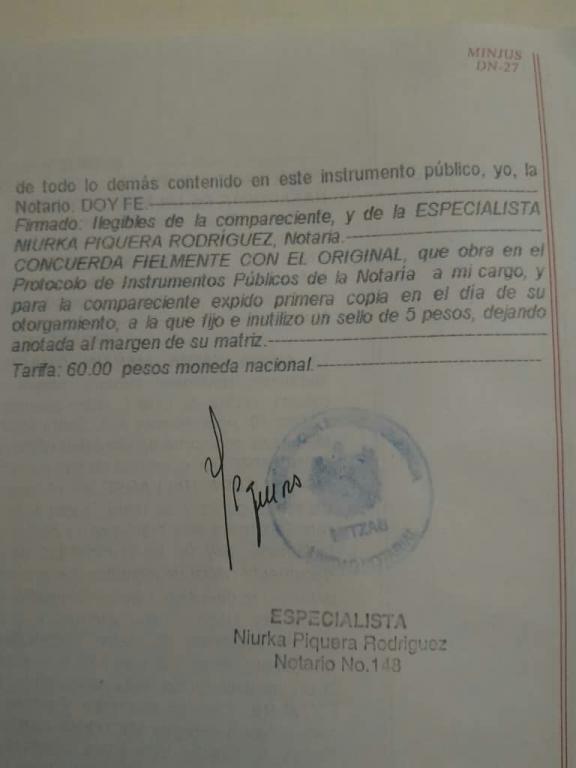 MINJUS
DN-27
de todo lo demás contenido en este instrumento público, yo, la
Notario. DOY FE.
Firmado: Ilegibles de la compareciente, y de la ESPECIALISTA
NIURKA PIQUERA RODRÍGUEZ, Notaria.
CONCUERDA FIELMENTE CON EL ORIGINAL, que obra en el
Protocolo de Instrumentos Públicos de la Notaría a mi cargo, y
para la compareciente expido primera copia en el día de su
otorgamiento, a la que fijo e inutilizo un sello de 5 pesos, dejando
anotada al margen de su matriz.
Tarifa: 60.00 pesos moneda nacional.
ESPECIALISTA
Niurka Piquera Rodriguez
Notario No.148